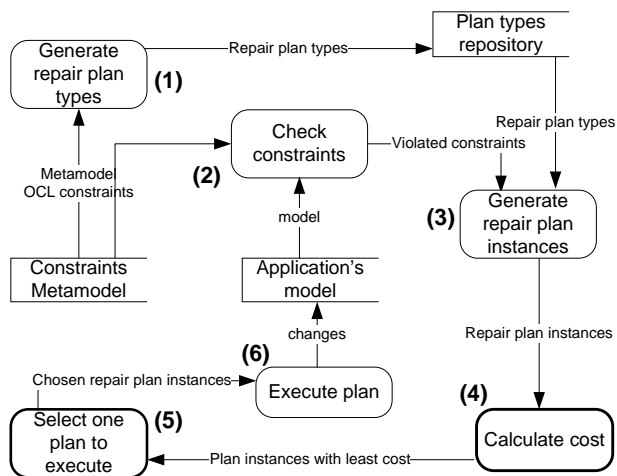 Generate
repair plan
types
(1)
Repair plan types
Plan types
repository
Repair plan types
Check
constraints
(2)
Violated constraints
Metamodel
OCL constraints
model
Generate
repair plan
instances
(3)
Constraints
Metamodel
Application's
model
changes
Repair plan instances
(6)
Execute plan
Chosen repair plan instances
(4)
Calculate cost
(5)
Select one
plan to
execute
Plan instances with least cost